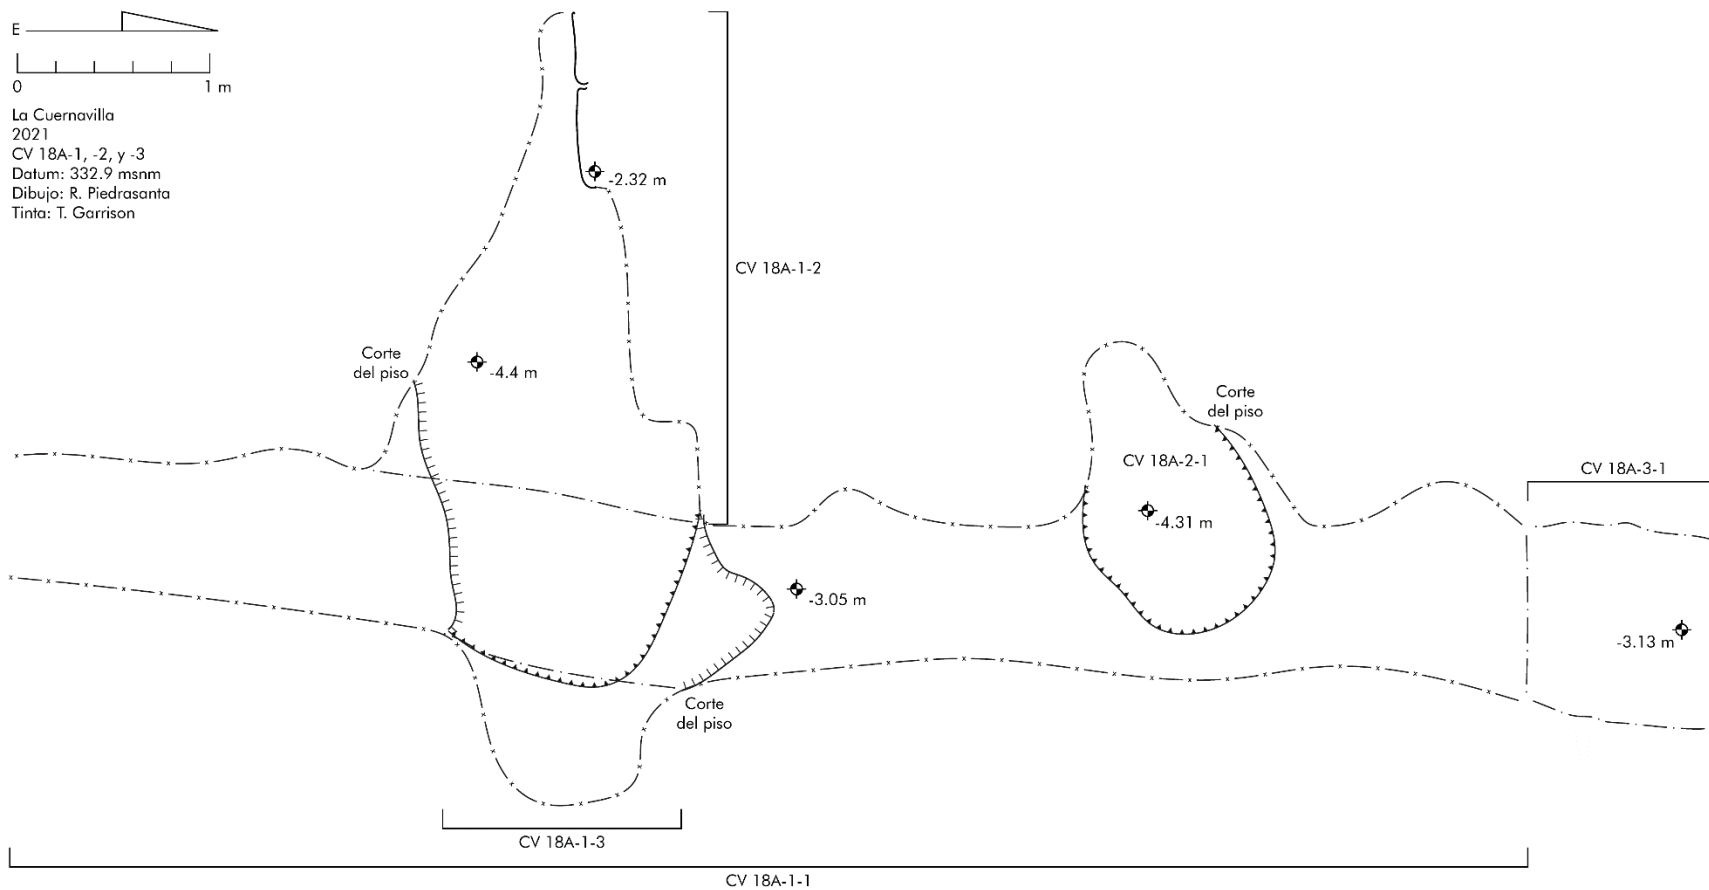 E
0 1 m
La Cuernavilla
2021
CV 18A-1, -2, y -3
Datum: 332.9 msnm
Dibujo: R. Piedrasanta
Tinta: T. Garrison
-2.32 m
CV 18A-1-2
Corte
del piso
-4.4 m
Corte
del piso
CV 18A-2-1
CV 18A-3-1
-4.31 m
-3.05 m
-3.13 m
Corte
del piso
CV 18A-1-3
CV 18A-1-1